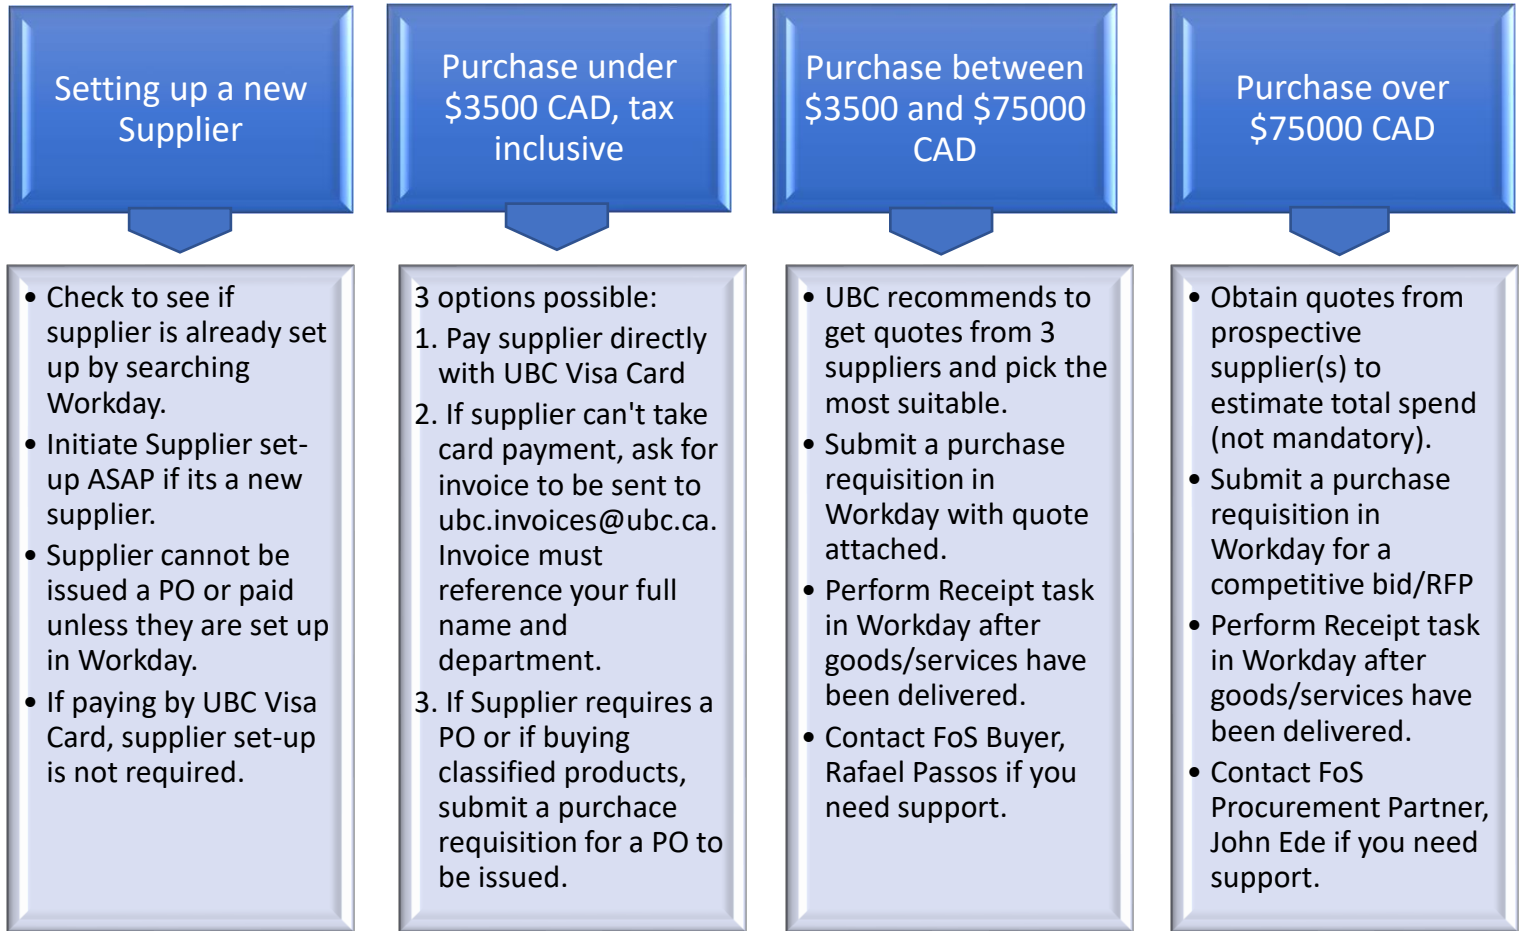 Setting up a new
Supplier
• Check to see if
supplier is already set
up by searching
Workday.
• Initiate Supplier set-
up ASAP if its a new
supplier.
• Supplier cannot be
issued a PO or paid
unless they are set up
in Workday.
• If paying by UBC Visa
Card, supplier set-up
is not required.
Purchase under
$3500 CAD, tax
inclusive
3 options possible:
1. Pay supplier directly
with UBC Visa Card
2. If supplier can't take
card payment, ask for
invoice to be sent to
ubc.invoices@ubc.ca.
Invoice must
reference your full
name and
department.
3. If Supplier requires a
PO or if buying
classified products,
submit a purchace
requisition for a PO to
be issued.
Purchase between
$3500 and $75000
CAD
• UBC recommends to
get quotes from 3
suppliers and pick the
most suitable.
• Submit a purchase
requisition in
Workday with quote
attached.
• Perform Receipt task
in Workday after
goods/services have
been delivered.
• Contact FoS Buyer,
Rafael Passos if you
need support.
Purchase over
$75000 CAD
• Obtain quotes from
prospective
supplier(s) to
estimate total spend
(not mandatory).
• Submit a purchase
requisition in
Workday for a
competitive bid/RFP
• Perform Receipt task
in Workday after
goods/services have
been delivered.
• Contact FoS
Procurement Partner,
John Ede if you need
support.